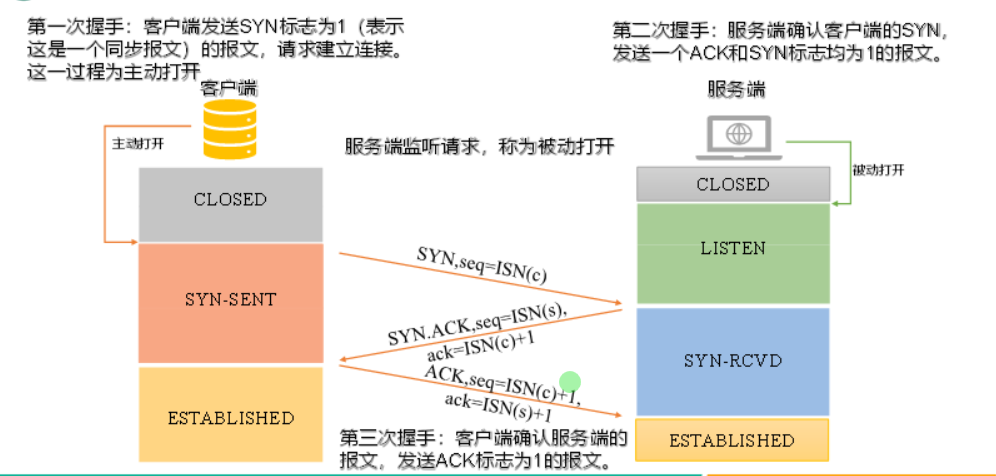 第一次握手：客户端发送SYN标志为1（表示
这是一个同步报文）的报文，请求建立连接。
这一过程为主动打开
第二次握手：服务端确认客户端的SYN,
发送一个ACK和SYN标志均为1的报文。
客户端
服务端
主动打开
服务端监听请求，称为被动打开
被动打开
CLOSED
CLOSED
LISTEN
SYN,seq=ISN(c)
SYN-SENT
SYN.ACK,seq=ISN(s),
ack=ISN(c)+1
SYN-RCVD
ACK,seq=ISN(c)+1,
ack=ISN(s)+1
ESTABLISHED
ESTABLISHED
第三次握手：客户端确认服务端的
报文，发送ACK标志为1的报文。